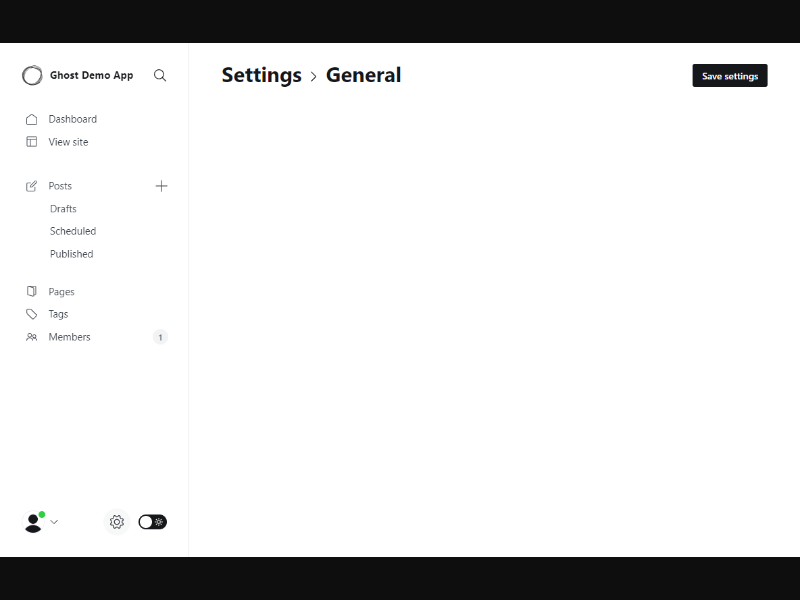 Ghost Demo App
Settings > General
Save settings
Dashboard
View site
Posts
Drafts
Scheduled
Published
Pages
Tags
Members 1